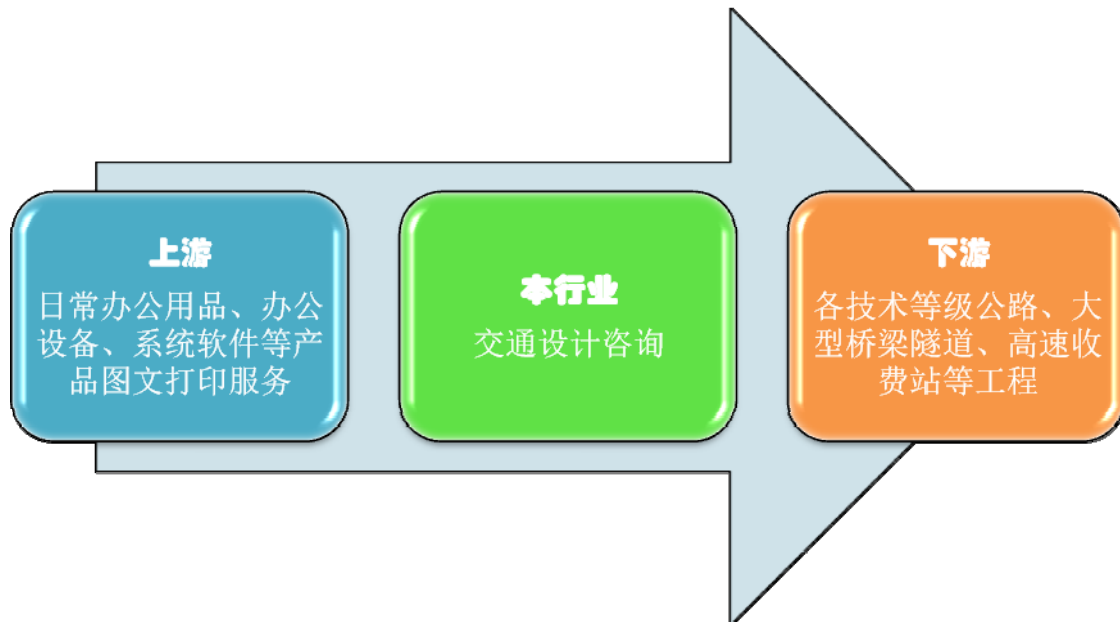 上游
日常办公用品、办公
设备、系统软件等产
品图文打印服务
本行业
交通设计咨询
下游
各技术等级公路、大
型桥梁隧道、高速收
费站等工程